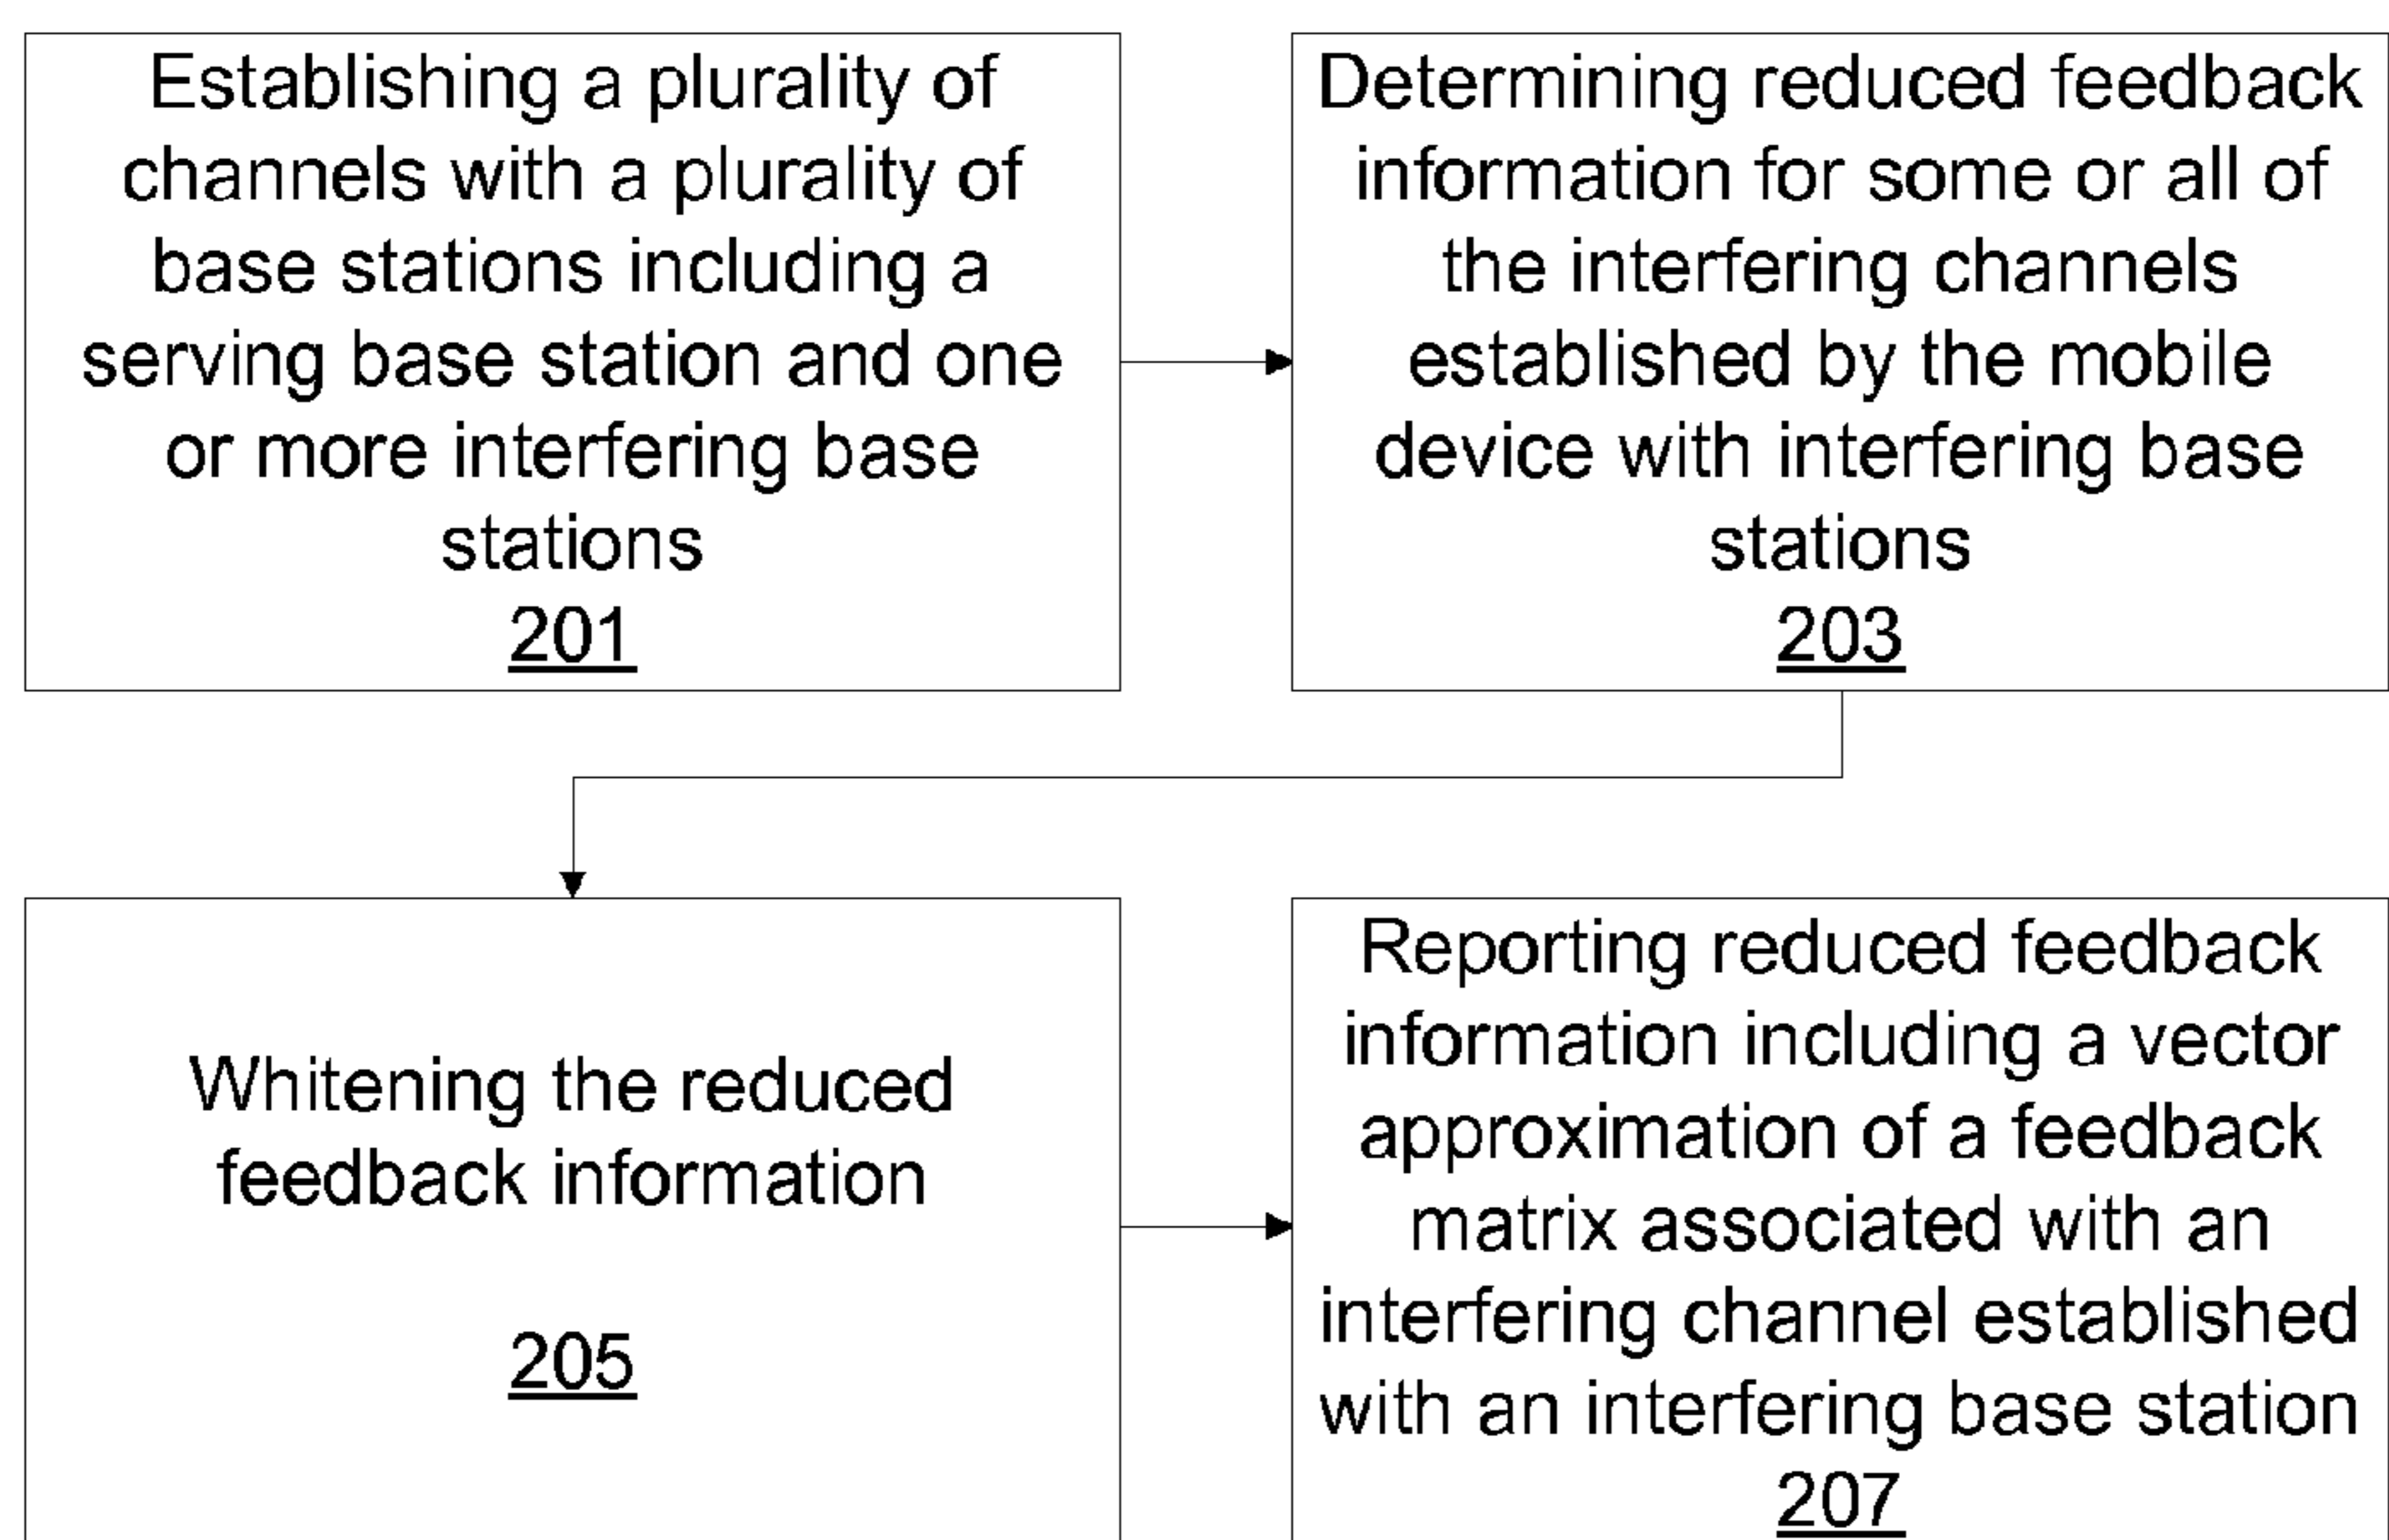 Establishing a plurality of
channels with a plurality of
base stations including a
serving base station and one
or more interfering base
stations
201
Determining reduced feedback
information for some or all of
the interfering channels
established by the mobile
device with interfering base
stations
203
Whitening the reduced
feedback information
205
Reporting reduced feedback
information including a vector
approximation of a feedback
matrix associated with an
interfering channel established
with an interfering base station
207